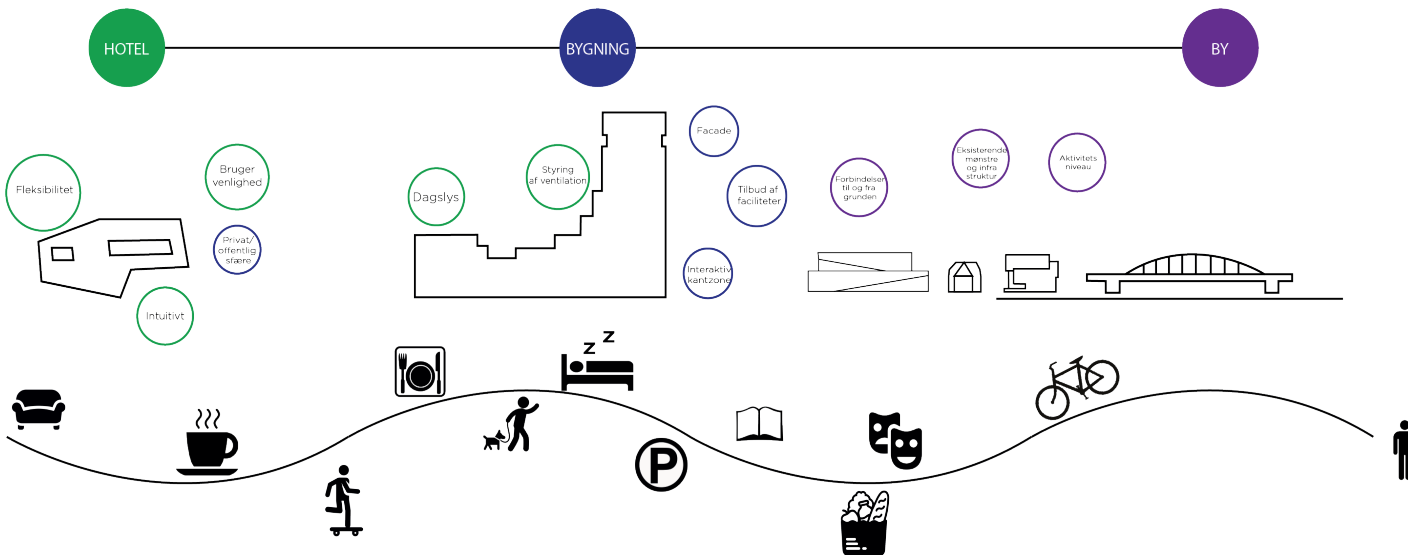 HOTEL
BYGNING
BY
Fleksibilitet
Bruger
venlighed
Privat/
offentlig
sfære
Intuitivt
Dagslys
Styring
af ventilation
Facade
Tilbud af
faciliteter
Interaktiv
kantzone
Forbindelser
til og fra
grunden
Eksisterende
mønstre
og infra
struktur
Aktivitets
niveau
z
z
P